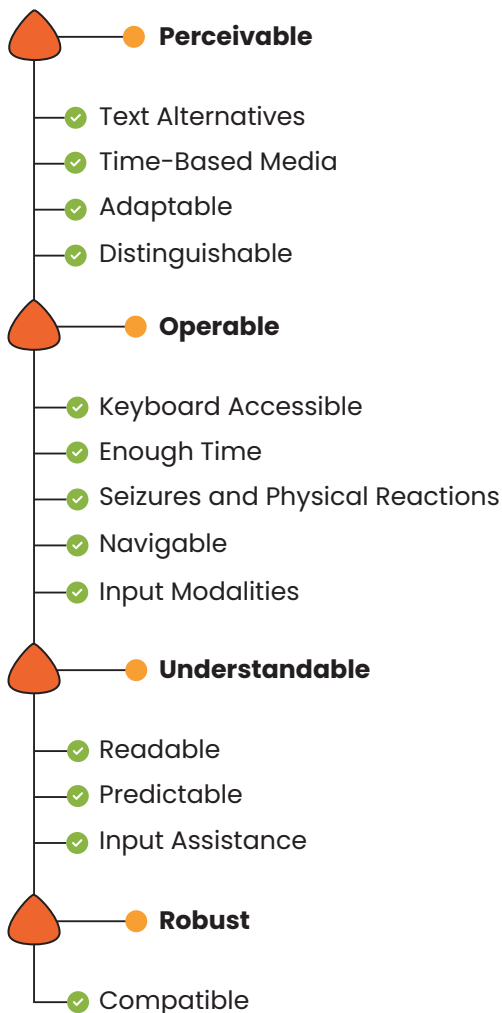 Perceivable
Text Alternatives
Time-Based Media
Adaptable
Distinguishable
Operable
Keyboard Accessible
Enough Time
Seizures and Physical Reactions
Navigable
Input Modalities
Understandable
Readable
Predictable
Input Assistance
Robust
Compatible